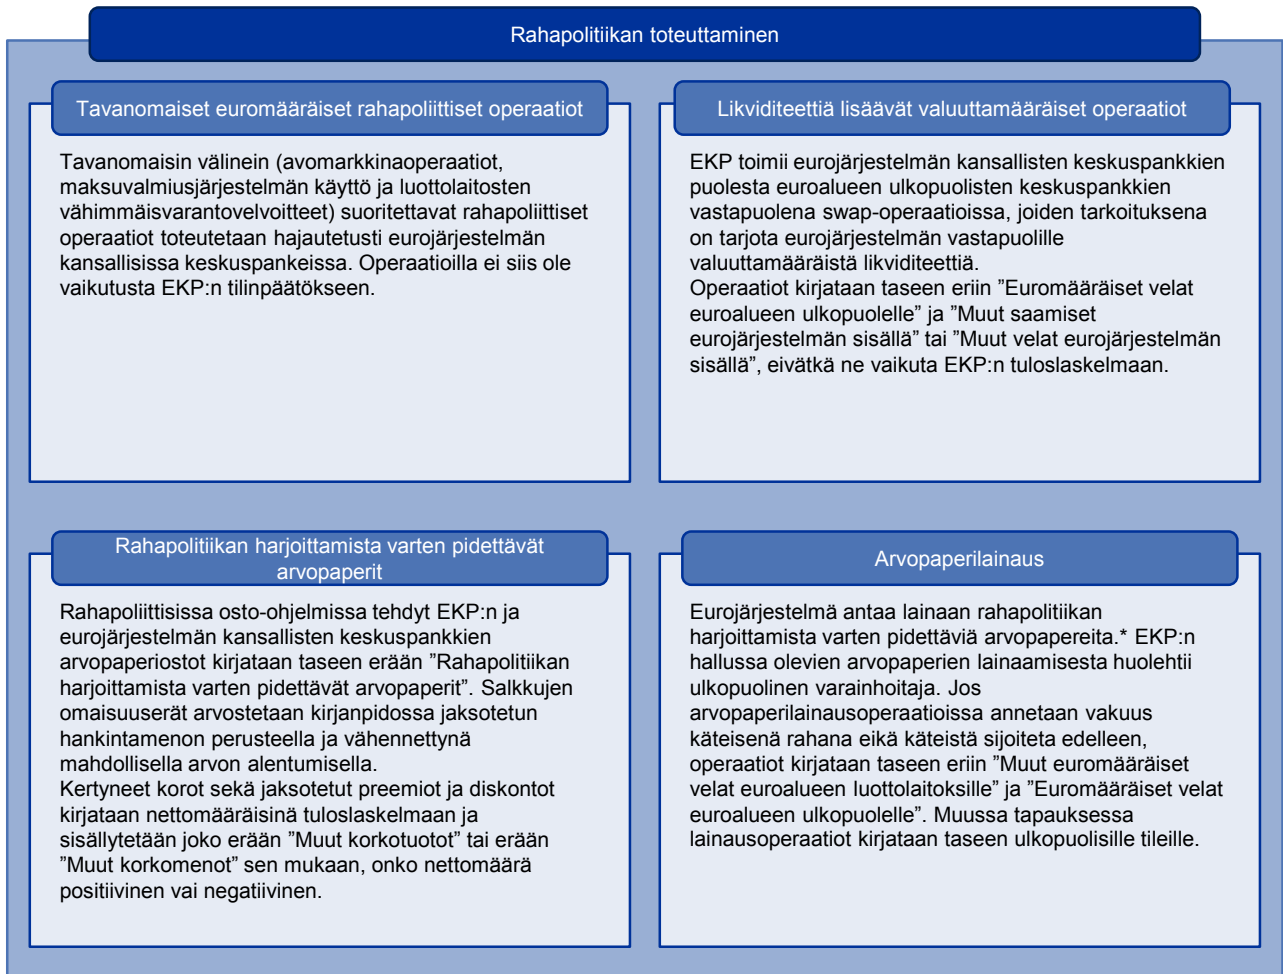 Rahapolitiikan toteuttaminen
Tavanomaiset euromääräiset rahapoliittiset operaatiot
Tavanomaisin välinein (avomarkkinaoperaatiot,
maksuvalmiusjärjestelmän käyttö ja luottolaitosten
vähimmäisvarantovelvoitteet) suoritettavat rahapoliittiset
operaatiot toteutetaan hajautetusti eurojärjestelmän
kansallisissa keskuspankeissa. Operaatioilla ei siis ole
vaikutusta EKP:n tilinpäätökseen.
Likviditeettiä lisäävät valuuttamääräiset operaatiot
EKP toimii eurojärjestelmän kansallisten keskuspankkien
puolesta euroalueen ulkopuolisten keskuspankkien
vastapuolena swap-operaatioissa, joiden tarkoituksena
on tarjota eurojärjestelmän vastapuolille
valuuttamääräistä likviditeettiä.
Operaatiot kirjataan taseen eriin ”Euromääräiset velat
euroalueen ulkopuolelle” ja ”Muut saamiset
eurojärjestelmän sisällä” tai ”Muut velat eurojärjestelmän
sisällä”, eivätkä ne vaikuta EKP:n tuloslaskelmaan.
Rahapolitiikan harjoittamista varten pidettävät
arvopaperit
Rahapoliittisissa osto-ohjelmissa tehdyt EKP:n ja
eurojärjestelmän kansallisten keskuspankkien
arvopaperiostot kirjataan taseen erään ”Rahapolitiikan
harjoittamista varten pidettävät arvopaperit”. Salkkujen
omaisuuserät arvostetaan kirjanpidossa jaksotetun
hankintamenon perusteella ja vähennettynä
mahdollisella arvon alentumisella.
Kertyneet korot sekä jaksotetut preemiot ja diskontot
kirjataan nettomääräisinä tuloslaskelmaan ja
sisällytetään joko erään ”Muut korkotuotot” tai erään
”Muut korkomenot” sen mukaan, onko nettomäärä
positiivinen vai negatiivinen.
Arvopaperilainaus
Eurojärjestelmä antaa lainaan rahapolitiikan
harjoittamista varten pidettäviä arvopapereita.* EKP:n
hallussa olevien arvopaperien lainaamisesta huolehtii
ulkopuolinen varainhoitaja. Jos
arvopaperilainausoperaatioissa annetaan vakuus
käteisenä rahana eikä käteistä sijoiteta edelleen,
operaatiot kirjataan taseen eriin ”Muut euromääräiset
velat euroalueen luottolaitoksille” ja ”Euromääräiset velat
euroalueen ulkopuolelle”. Muussa tapauksessa
lainausoperaatiot kirjataan taseen ulkopuolisille tileille.